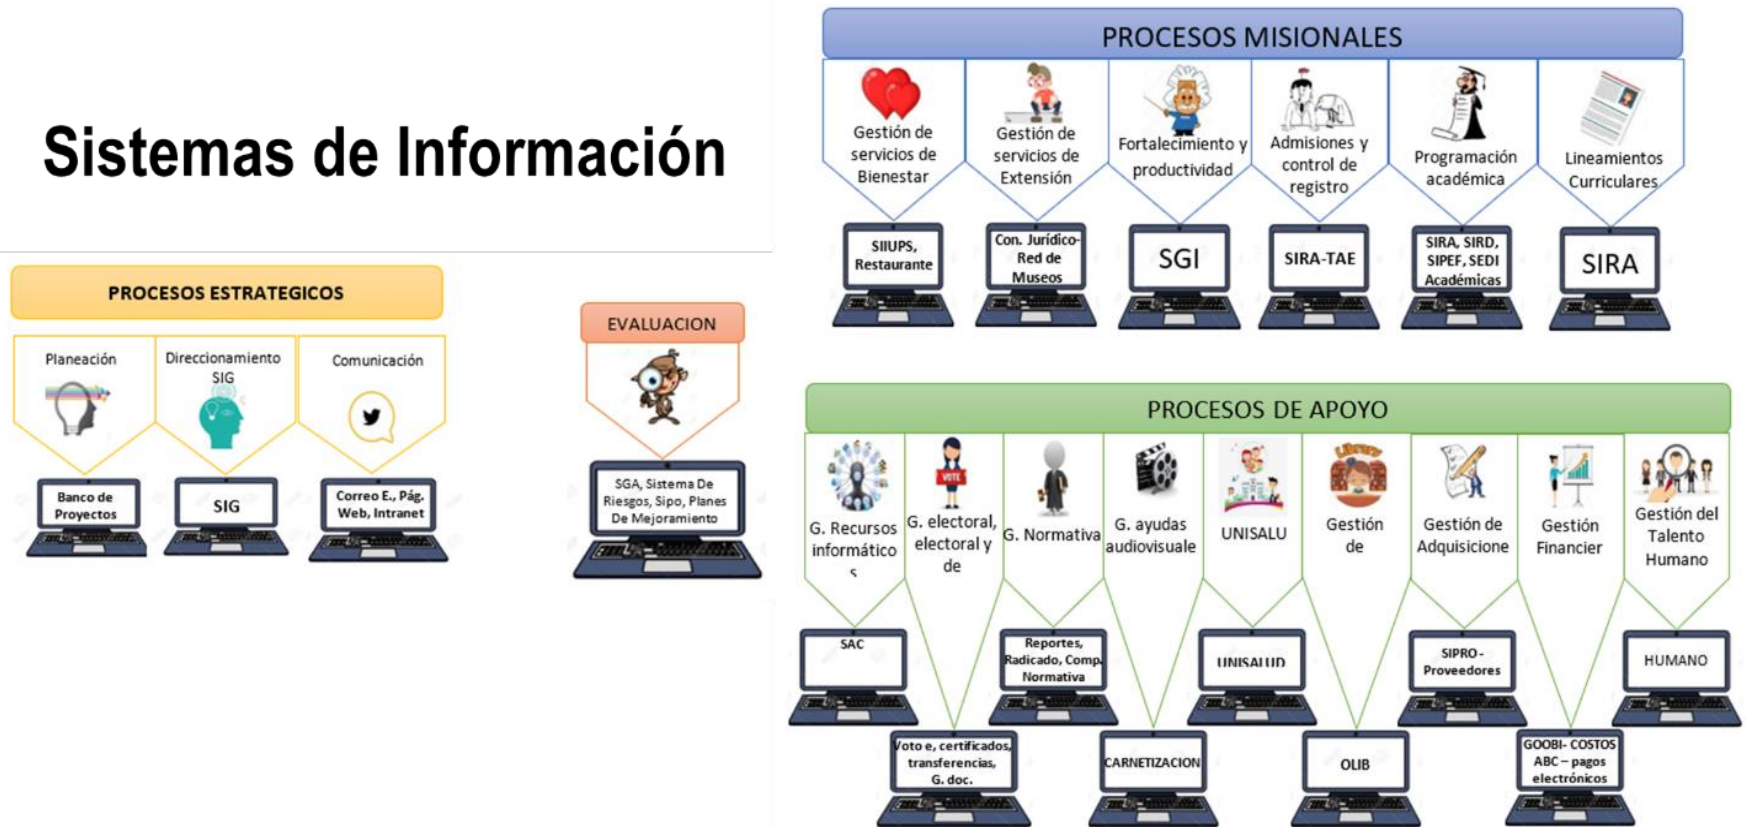 Sistemas de Información
PROCESOS ESTRATEGICOS
Planeación
Direccionamiento
SIG
Comunicación
Banco de
Proyectos
SIG
Correo E., Pág.
Web, Intranet
EVALUACION
SGA, Sistema De
Riesgos, Sipo, Planes
De Mejoramiento
PROCESOS MISIONALES
Gestión de
servicios de
Bienestar
Gestión de
servicios de
Extensión
Fortalecimiento y
productividad
Admisiones y
control de
registro
Programación
académica
Lineamientos
Curriculares
SIIUPS,
Restaurante
Con. Jurídico-
Red de
Museos
SGI
SIRA-TAE
SIRA, SIRD,
SIPEF, SEDI
Académicas
SIRA
PROCESOS DE APOYO
VOTE
Library
G. Recursos
informático
s
G. electoral,
electoral y
de
G. Normativa
G. ayudas
audiovisuale
UNISALU
Gestión
de
Gestión de
Adquisicione
Gestión
Financier
Gestión del
Talento
Humano
SAC
Reportes,
Radicado, Comp.
Normativa
UNISALUD
SIPRO -
Proveedores
HUMANO
Voto e, certificados,
transferencias,
G. doc.
CARNETIZACION
OLIB
GOOBI- COSTOS
ABC – pagos
electrónicos